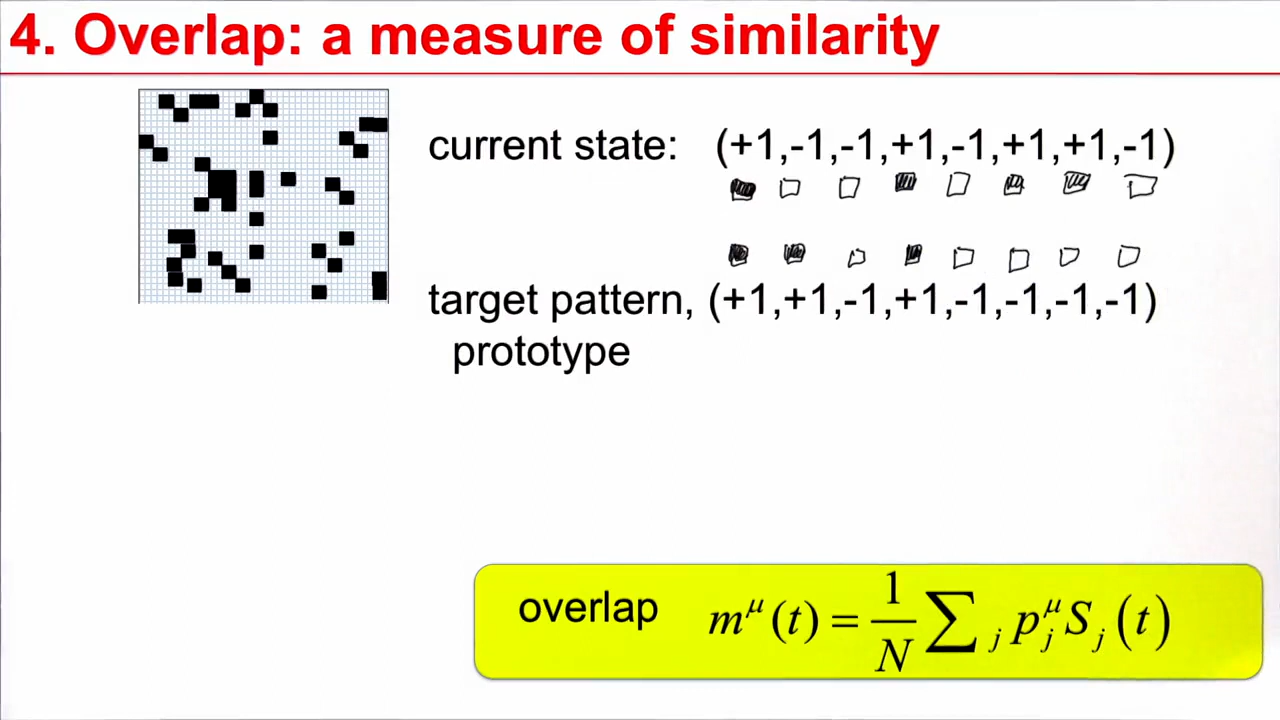 4. Overlap: a measure of similarity
current state: (+1,-1,-1,+1,-1,+1,+1,-1)
target pattern, (+1,+1,-1,+1,-1,-1,-1,-1)
prototype
overlap m^μ(t) = 1/N ∑_j p_j^μ S_j(t)